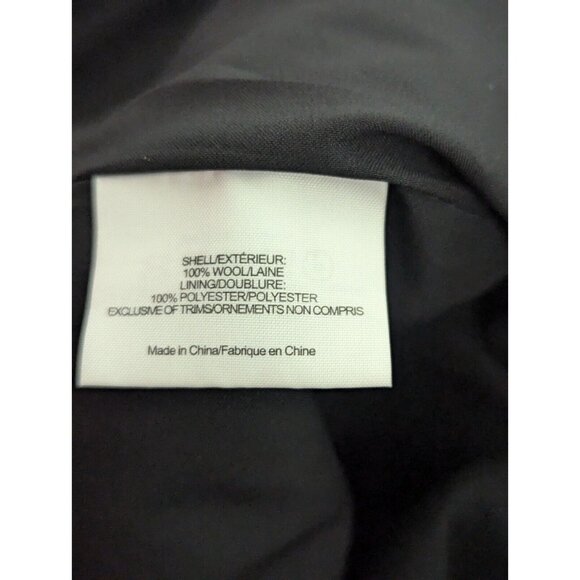 SHELL/EXTÉRIEUR:
100% WOOL/LAINE
LINING/DOUBLURE:
100% POLYESTER/POLYESTER
EXCLUSIVE OF TRIMS/ORNEMENTS NON COMPRIS
Made in China/Fabrique en Chine